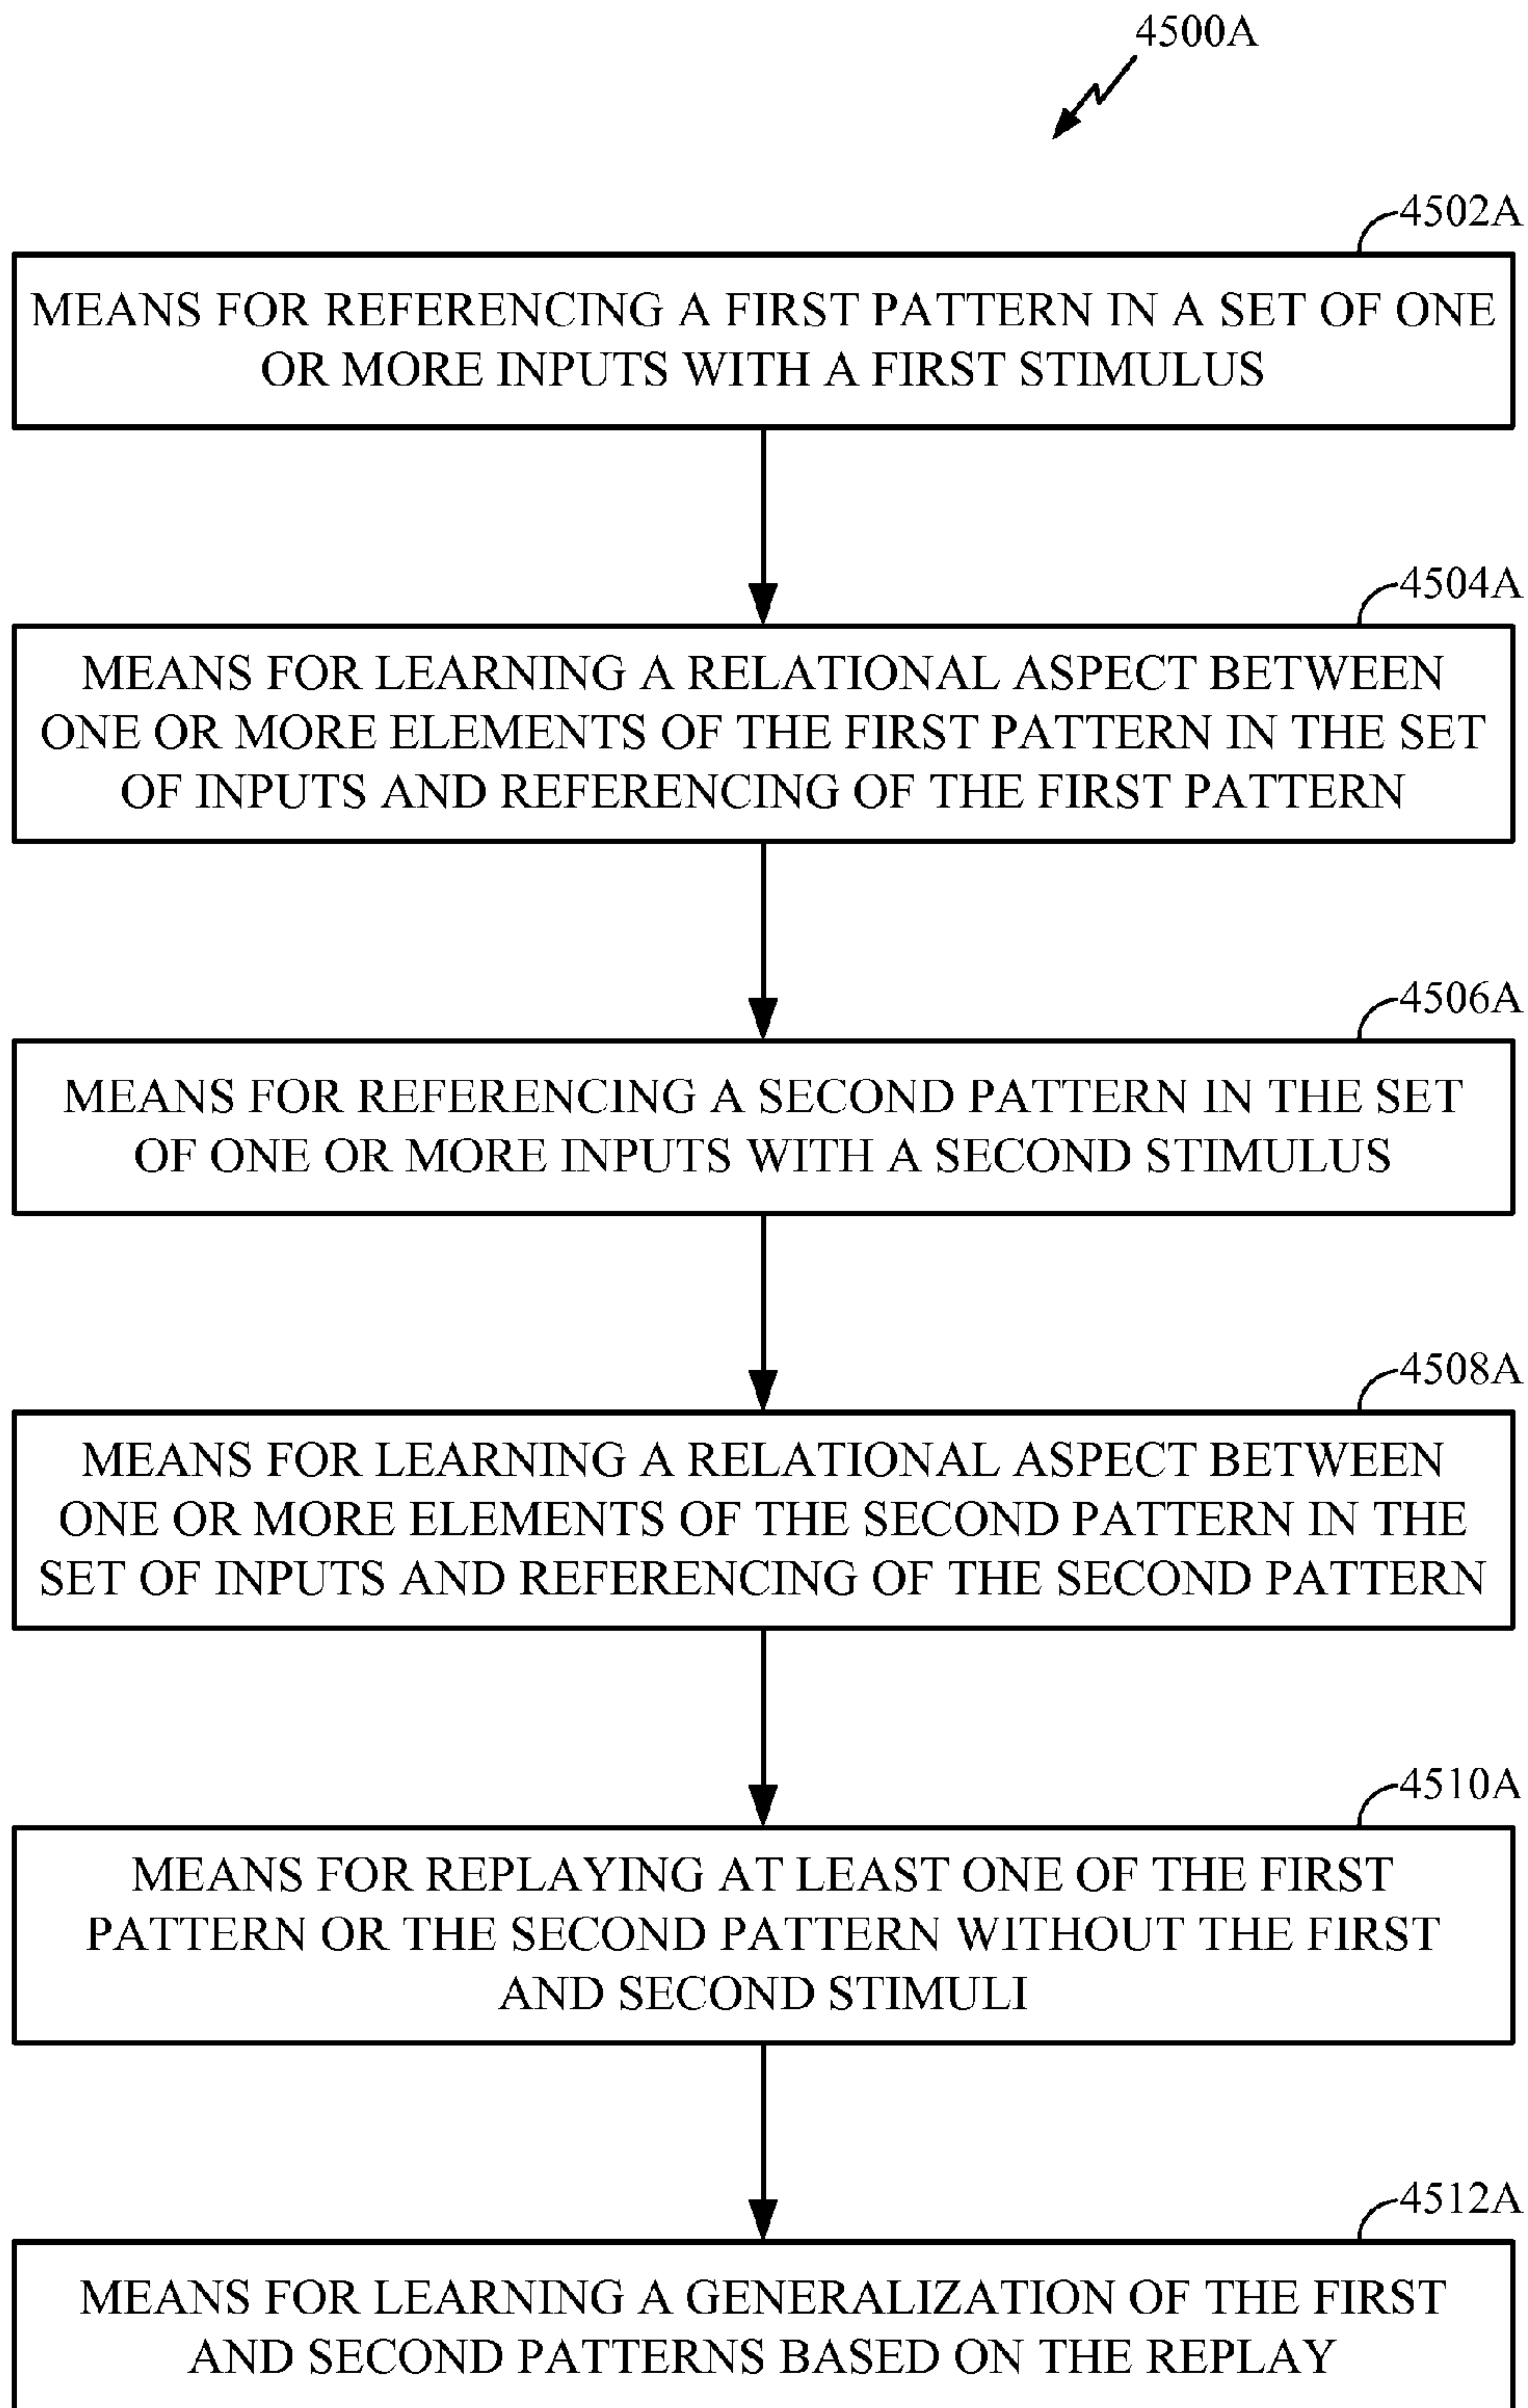 4500A
4502A
MEANS FOR REFERENCING A FIRST PATTERN IN A SET OF ONE
OR MORE INPUTS WITH A FIRST STIMULUS
4504A
MEANS FOR LEARNING A RELATIONAL ASPECT BETWEEN
ONE OR MORE ELEMENTS OF THE FIRST PATTERN IN THE SET
OF INPUTS AND REFERENCING OF THE FIRST PATTERN
4506A
MEANS FOR REFERENCING A SECOND PATTERN IN THE SET
OF ONE OR MORE INPUTS WITH A SECOND STIMULUS
4508A
MEANS FOR LEARNING A RELATIONAL ASPECT BETWEEN
ONE OR MORE ELEMENTS OF THE SECOND PATTERN IN THE
SET OF INPUTS AND REFERENCING OF THE SECOND PATTERN
4510A
MEANS FOR REPLAYING AT LEAST ONE OF THE FIRST
PATTERN OR THE SECOND PATTERN WITHOUT THE FIRST
AND SECOND STIMULI
4512A
MEANS FOR LEARNING A GENERALIZATION OF THE FIRST
AND SECOND PATTERNS BASED ON THE REPLAY